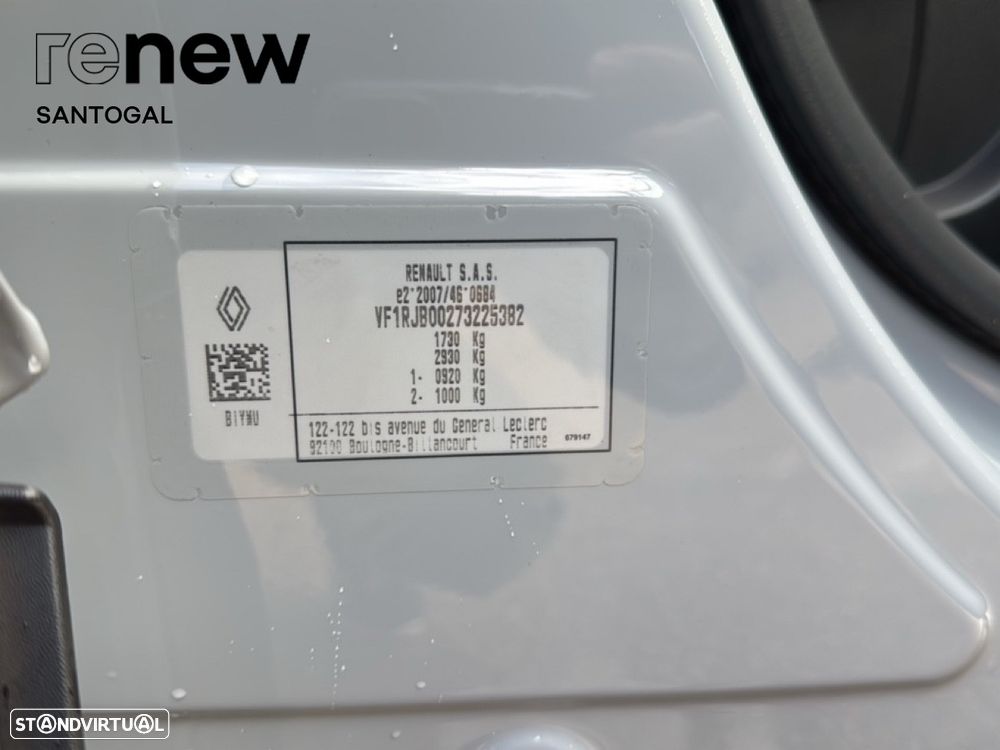 renew
SANTOGAL
RENAULT S.A.S.
e2*2007/46*0684
VF1RJB00273225382
1730 Kg
2930 Kg
1- 0920 Kg
2- 1000 Kg
BIYMU
122-122 bis avenue du General Leclerc
92100 Boulogne-Billancourt France
679147
STANDVIRTUAL